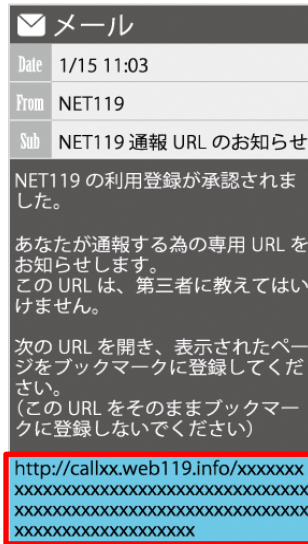 メール
Date 1/15 11:03
From NET119
Sub NET119 通報 URL のお知らせ
NET119 の利用登録が承認されま
した。
あなたが通報する為の専用 URL を
お知らせします。
この URL は、第三者に教えてはい
けません。
次の URL を開き、表示されたペー
ジをブックマークに登録してくだ
さい。
(この URL をそのままブックマー
クに登録しないでください)
http://callxx.web119.info/xxxxxxx
xxxxxxxxxxxxxxxxxxxxxxxxxxxxxx
xxxxxxxxxxxxxxxxxxxxxxxxxxxxxx
xxxxxxxxxxxxxxxxxx